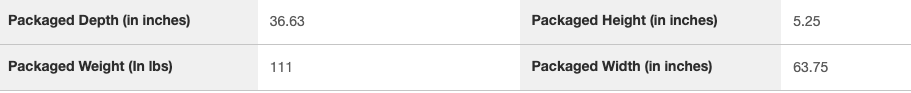 Packaged Depth (in inches) 36.63 Packaged Height (in inches) 5.25
Packaged Weight (In lbs) 111 Packaged Width (in inches) 63.75